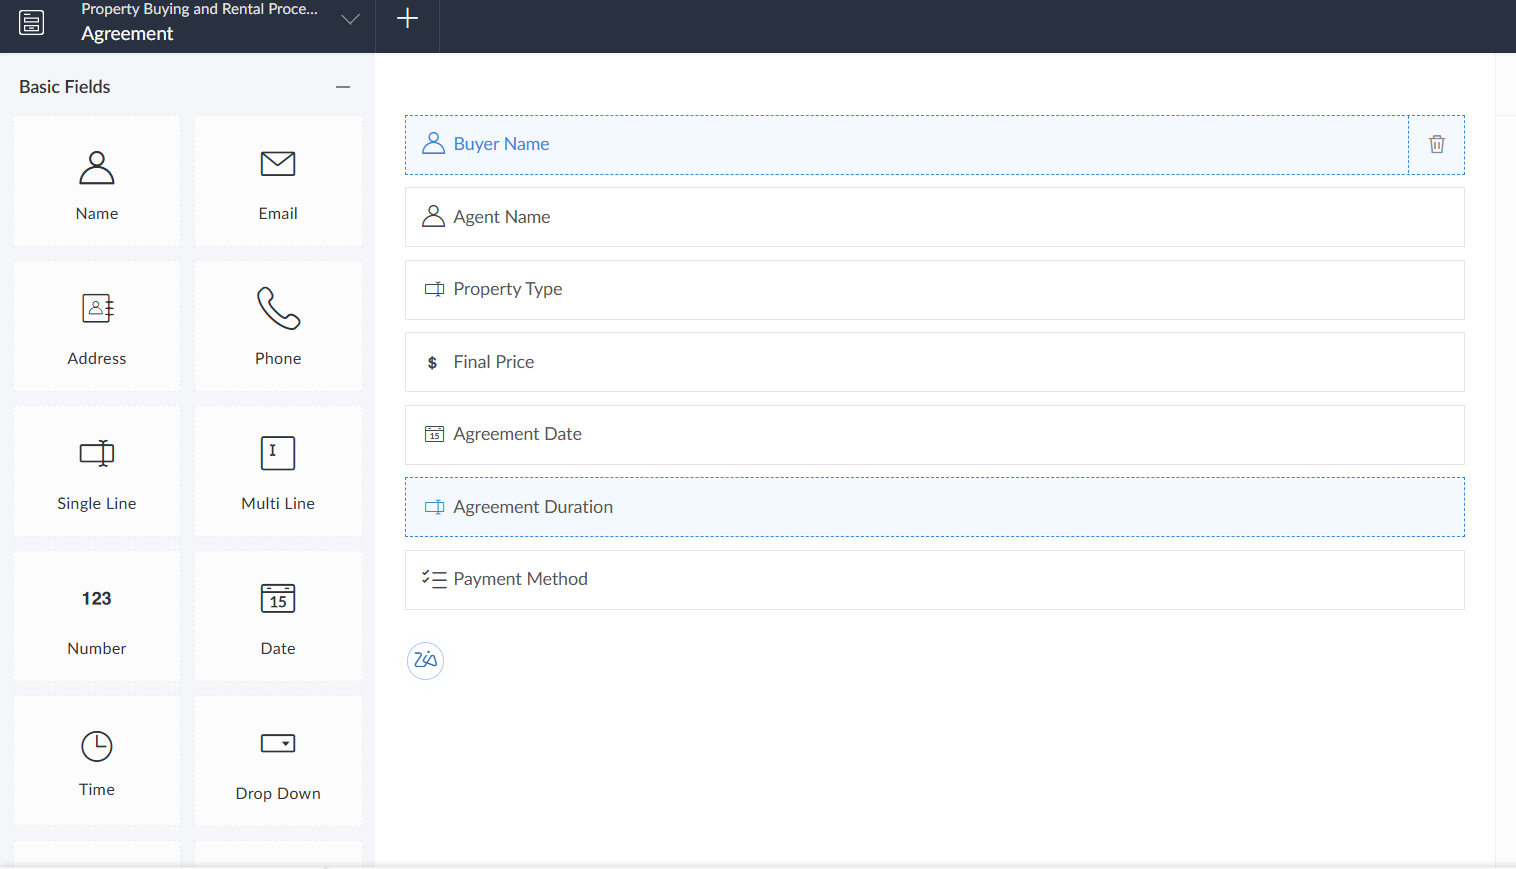 Property Buying and Rental Proce...
Agreement
Basic Fields
Name
Email
Address
Phone
Single Line
Multi Line
123
Number
15
Date
Time
Drop Down
Buyer Name
Agent Name
Property Type
$ Final Price
15 Agreement Date
Agreement Duration
Payment Method
Zia